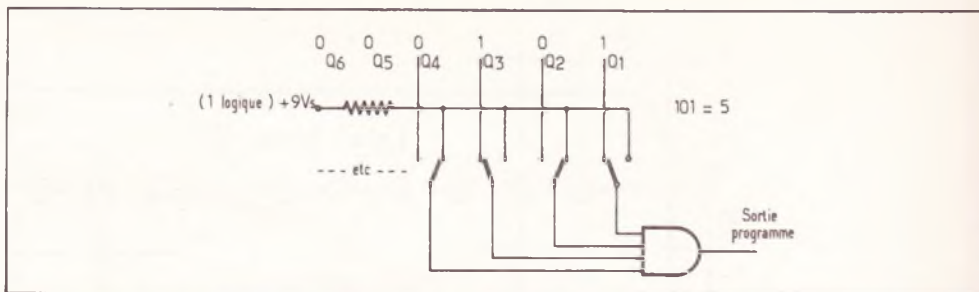 0 0 0 1 0 1
Q6 Q5 Q4 Q3 Q2 Q1
(1 logique) +9Vs 101 = 5
--- etc ---
Sortie
programme